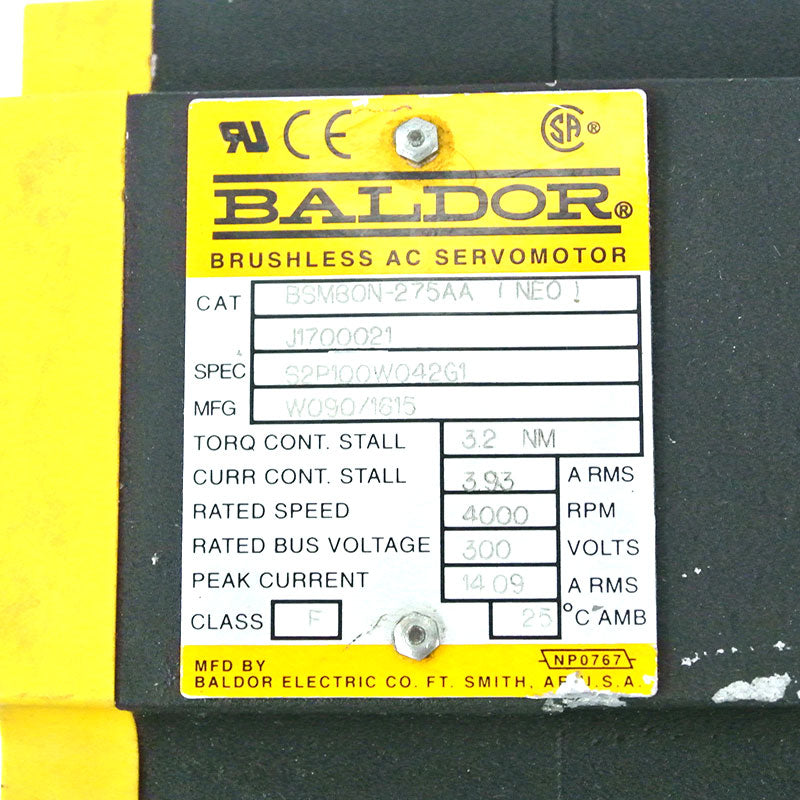 RU CE SA®
BALDOR®
BRUSHLESS AC SERVOMOTOR
CAT BSM80N-275AA (NEO)
J1700021
SPEC S2P100W042G1
MFG W090/1615
TORQ CONT. STALL 3.2 NM
CURR CONT. STALL 3.93 A RMS
RATED SPEED 4000 RPM
RATED BUS VOLTAGE 300 VOLTS
PEAK CURRENT 14.09 A RMS
CLASS F 25 °C AMB
MFD BY NP0767
BALDOR ELECTRIC CO. FT. SMITH, U.S.A.